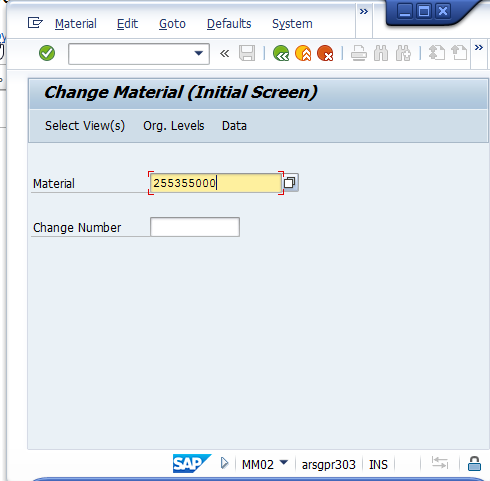 Material Edit Goto Defaults System »
«
»
Change Material (Initial Screen)
Select View(s) Org. Levels Data
Material 255355000
Change Number
SAP MM02 arsgpr303 INS